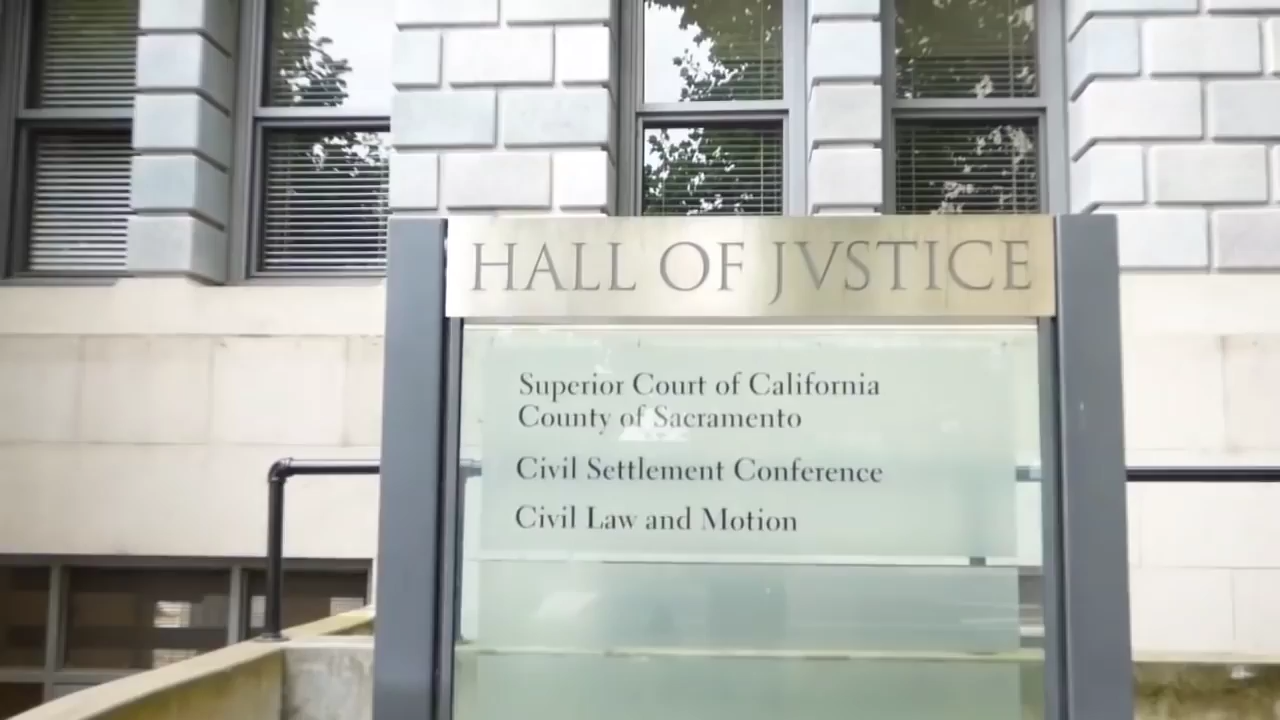 HALL OF JVSTICE
Superior Court of California
County of Sacramento
Civil Settlement Conference
Civil Law and Motion